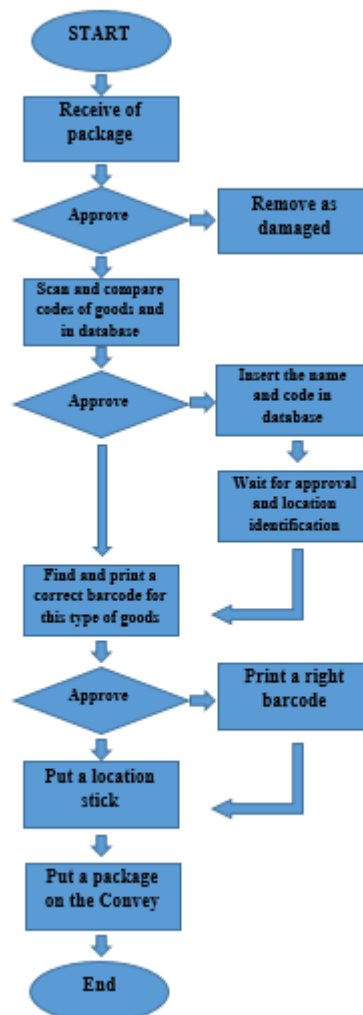 START
Receive of
package
Approve
Remove as
damaged
Scan and compare
codes of goods and
in database
Approve
Insert the name
and code in
database
Wait for approval
and location
identification
Find and print a
correct barcode for
this type of goods
Approve
Print a right
barcode
Put a location
stick
Put a package
on the Convey
End